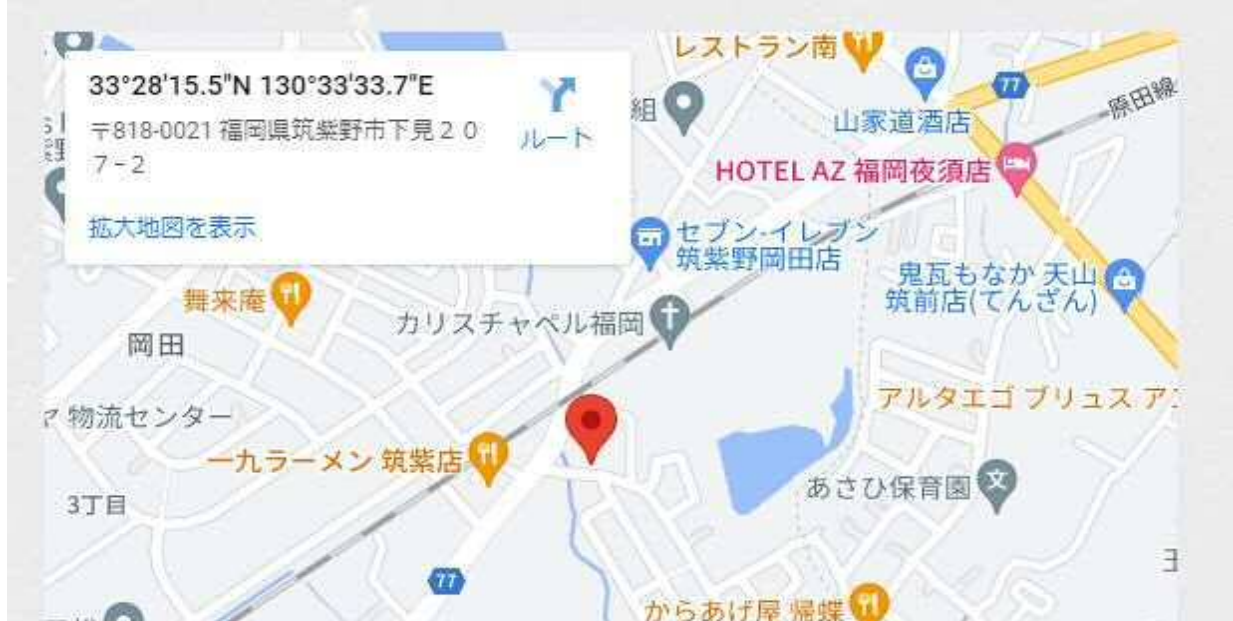 33°28'15.5"N 130°33'33.7"E
〒818-0021 福岡県筑紫野市下見２０
７−２
ルート
拡大地図を表示
レストラン南
組
77
原田線
山家道酒店
HOTEL AZ 福岡夜須店
セブン-イレブン
筑紫野岡田店
鬼瓦もなか 天山
筑前店(てんざん)
舞来庵
カリスチャペル福岡
岡田
物流センター
アルタエゴ ブリュス ア
一九ラーメン 筑紫店
あさひ保育園
3丁目
77
からあげ屋 帰蝶